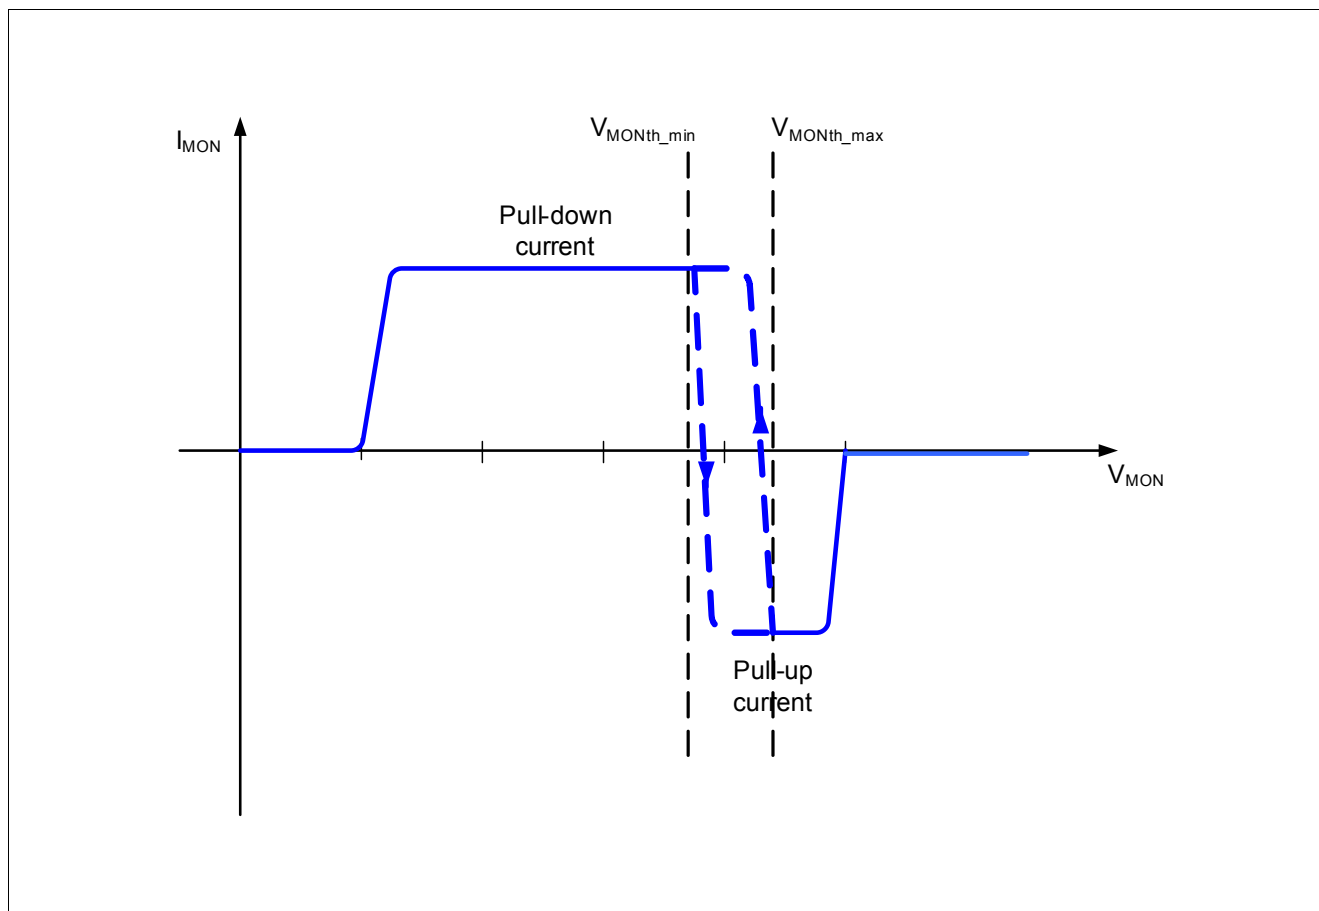 V_MONth_min
V_MONth_max
I_MON
Pull-down
current
V_MON
Pull-up
current